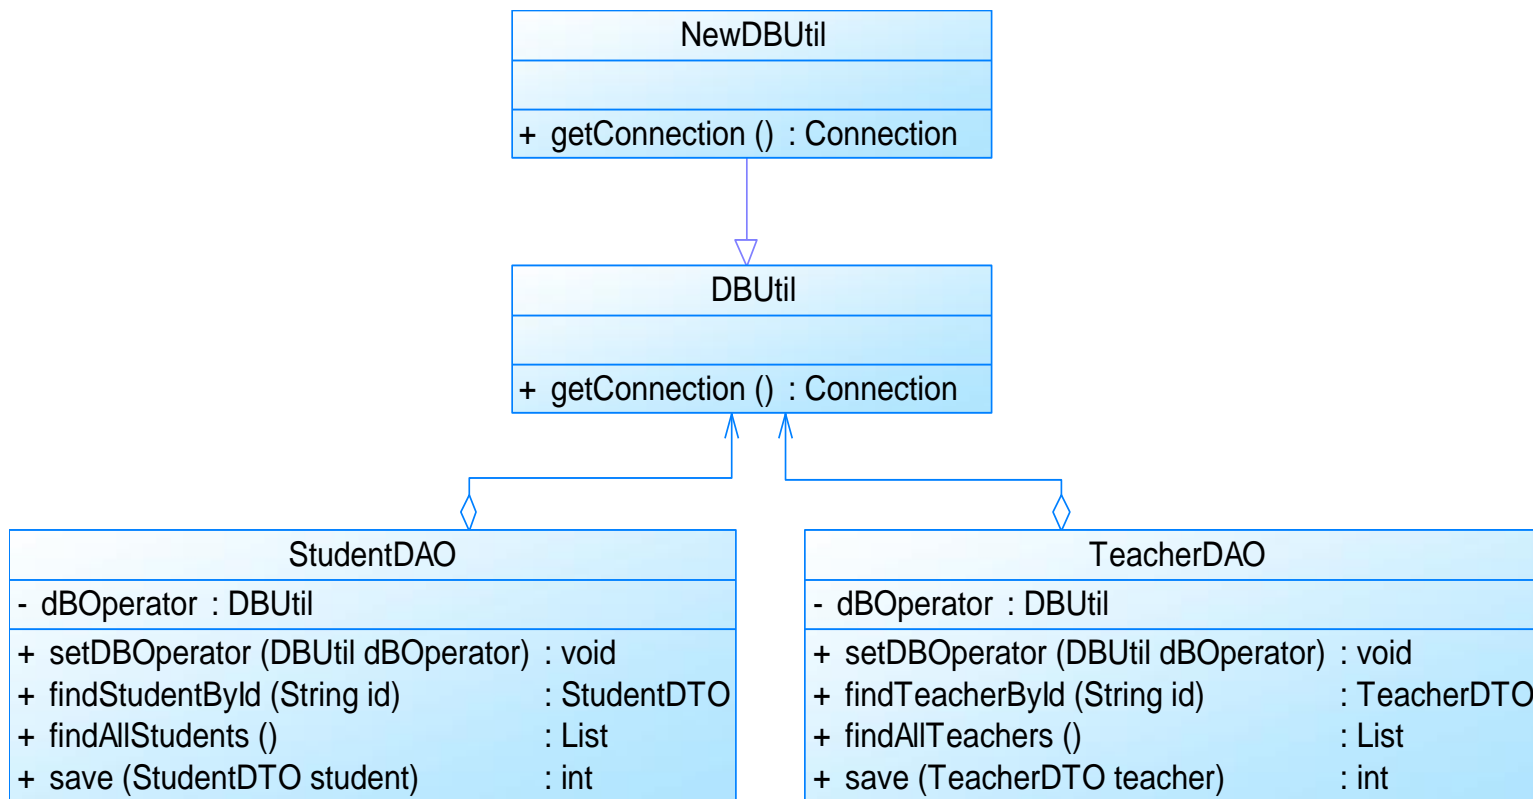 NewDBUtil
+ getConnection () : Connection
DBUtil
+ getConnection () : Connection
StudentDAO
- dBOperator : DBUtil
+ setDBOperator (DBUtil dBOperator) : void
+ findStudentById (String id) : StudentDTO
+ findAllStudents () : List
+ save (StudentDTO student) : int
TeacherDAO
- dBOperator : DBUtil
+ setDBOperator (DBUtil dBOperator) : void
+ findTeacherById (String id) : TeacherDTO
+ findAllTeachers () : List
+ save (TeacherDTO teacher) : int